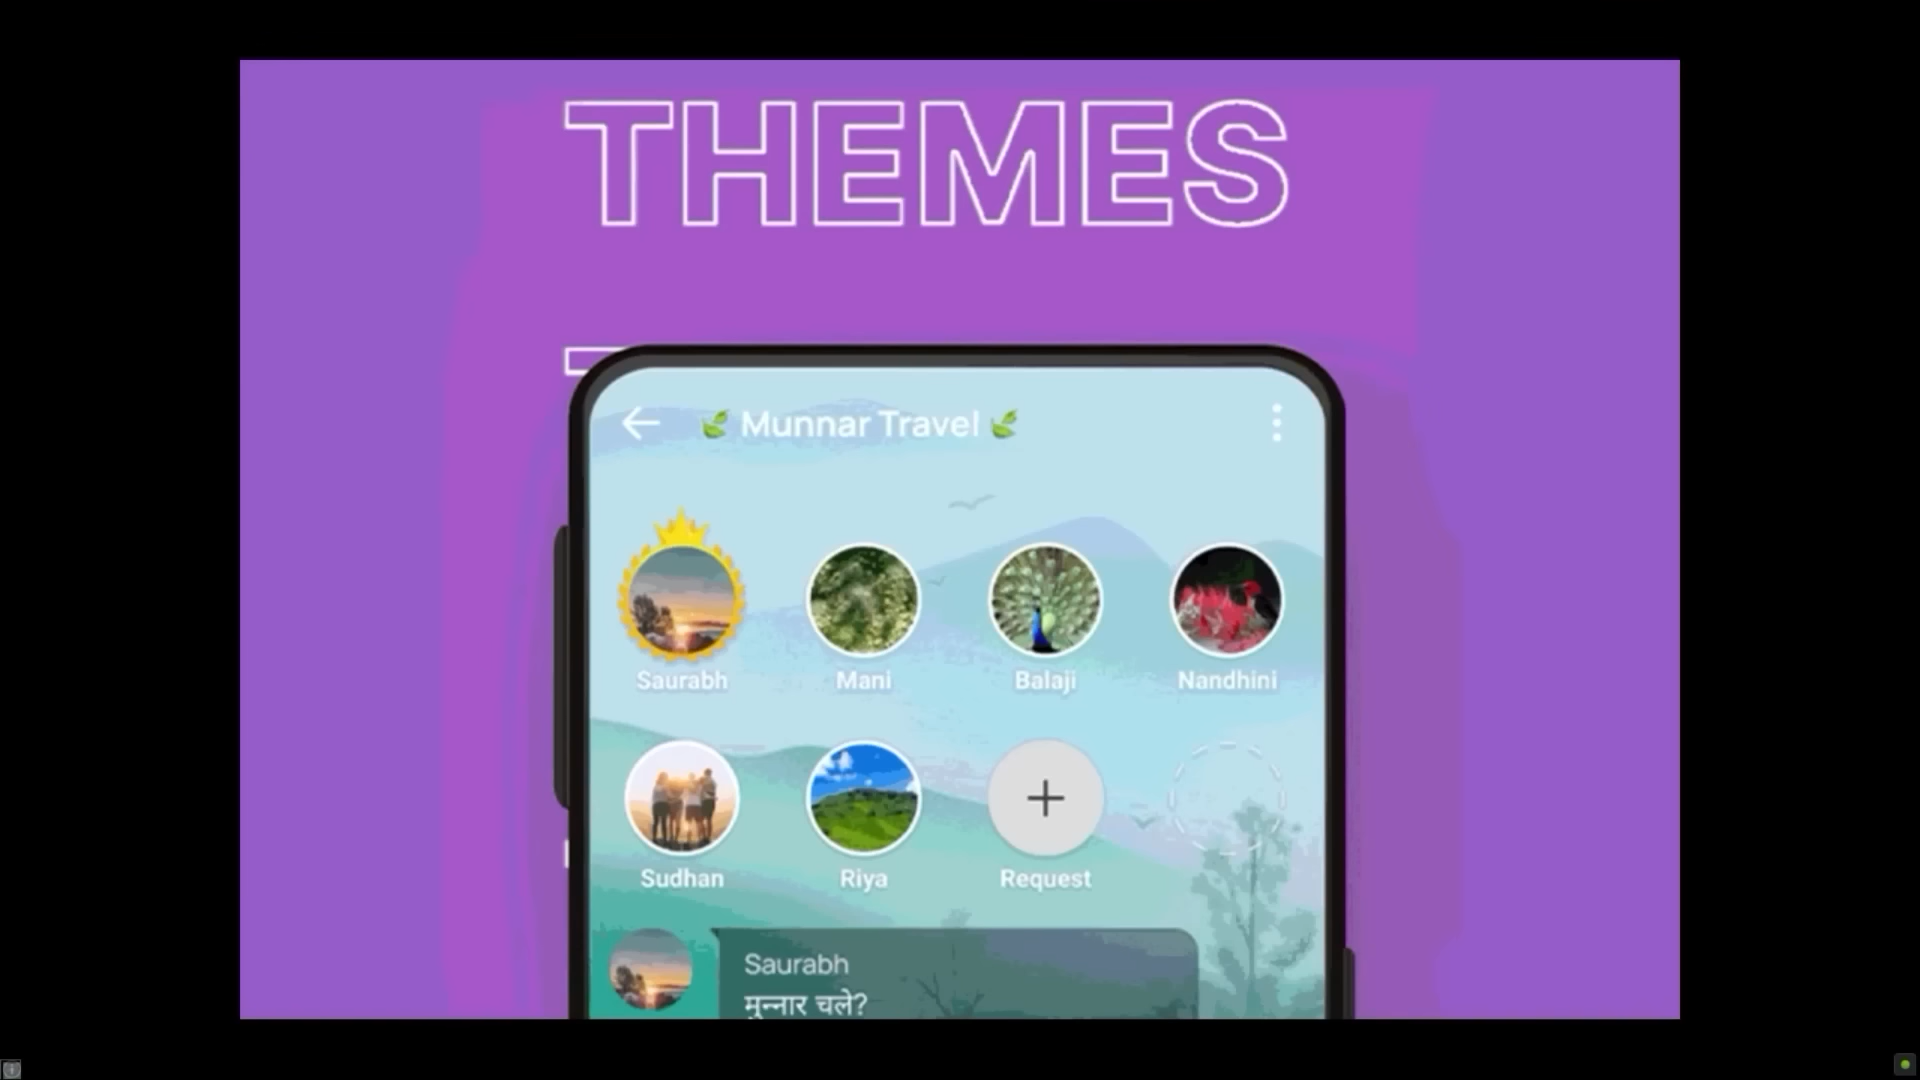 THEMES
Munnar Travel
Saurabh
Mani
Balaji
Nandhini
Sudhan
Riya
Request
Saurabh
मुन्नार चले?